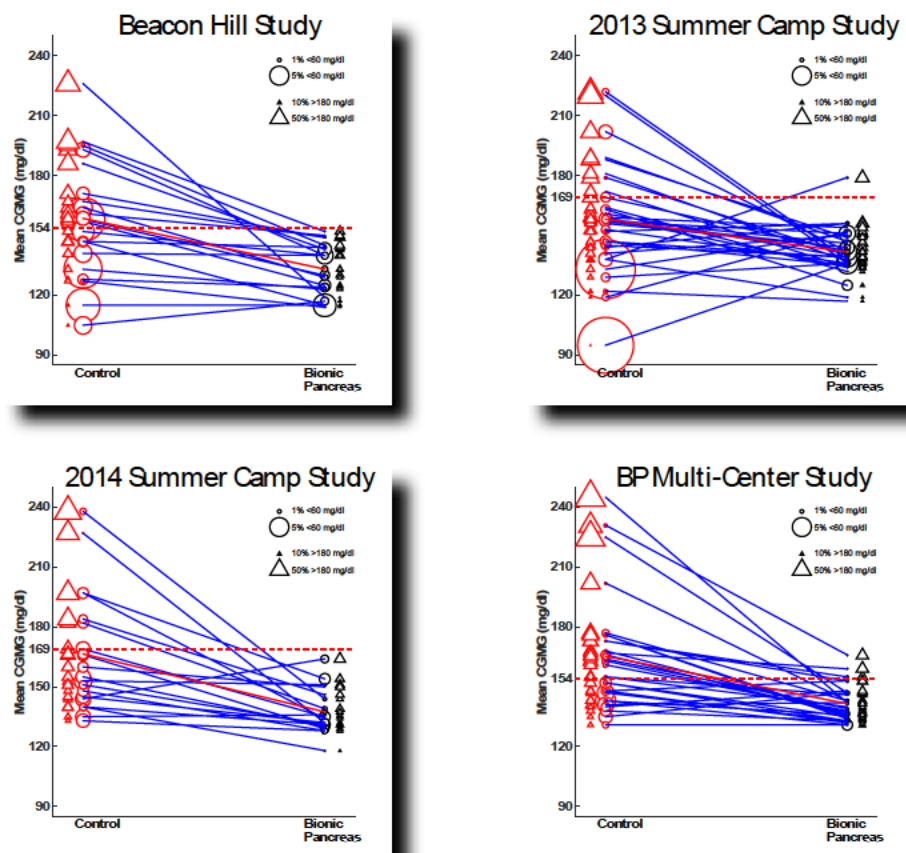 Beacon Hill Study
240
210
180
154
120
90
Mean CGMG (mg/dl)
1% <60 mg/dl
5% <60 mg/dl
10% >180 mg/dl
50% >180 mg/dl
Control
Bionic
Pancreas
2013 Summer Camp Study
240
210
180
169
150
120
90
Mean CGMG (mg/dl)
1% <60 mg/dl
5% <60 mg/dl
10% >180 mg/dl
50% >180 mg/dl
Control
Bionic
Pancreas
2014 Summer Camp Study
240
210
180
169
150
120
90
Mean CGMG (mg/dl)
1% <60 mg/dl
5% <60 mg/dl
10% >180 mg/dl
50% >180 mg/dl
Control
Bionic
Pancreas
BP Multi-Center Study
240
210
180
154
120
90
Mean CGMG (mg/dl)
1% <60 mg/dl
5% <60 mg/dl
10% >180 mg/dl
50% >180 mg/dl
Control
Bionic
Pancreas